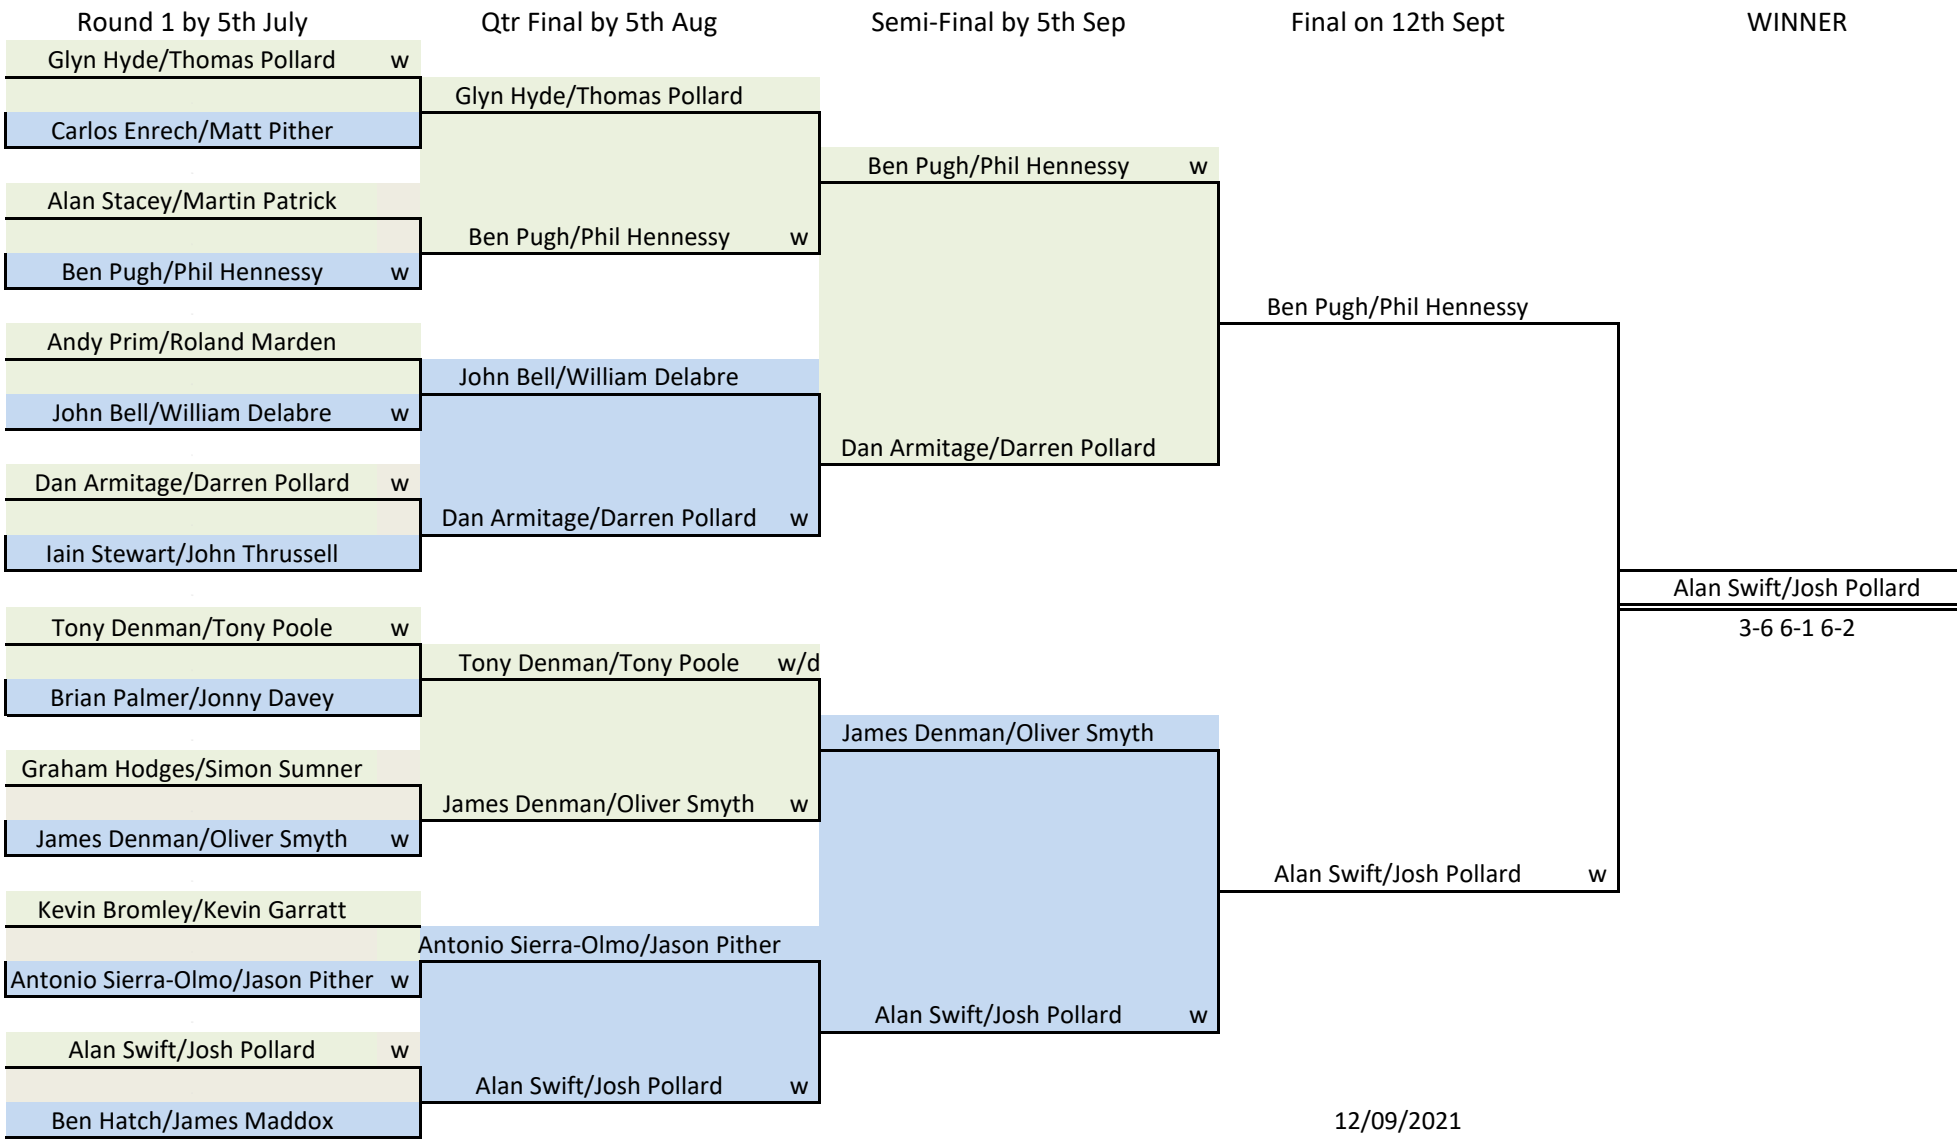 Round 1 by 5th July
Qtr Final by 5th Aug
Semi-Final by 5th Sep
Final on 12th Sept
WINNER
Glyn Hyde/Thomas Pollard w
Carlos Enrech/Matt Pither
Alan Stacey/Martin Patrick
Ben Pugh/Phil Hennessy w
Andy Prim/Roland Marden
John Bell/William Delabre w
Dan Armitage/Darren Pollard w
Iain Stewart/John Thrussell
Tony Denman/Tony Poole w
Brian Palmer/Jonny Davey
Graham Hodges/Simon Sumner
James Denman/Oliver Smyth w
Kevin Bromley/Kevin Garratt
Antonio Sierra-Olmo/Jason Pither w
Alan Swift/Josh Pollard w
Ben Hatch/James Maddox
Glyn Hyde/Thomas Pollard
Ben Pugh/Phil Hennessy w
John Bell/William Delabre
Dan Armitage/Darren Pollard w
Tony Denman/Tony Poole w/d
James Denman/Oliver Smyth w
Antonio Sierra-Olmo/Jason Pither
Alan Swift/Josh Pollard w
Ben Pugh/Phil Hennessy w
Dan Armitage/Darren Pollard
James Denman/Oliver Smyth
Alan Swift/Josh Pollard w
Ben Pugh/Phil Hennessy
Alan Swift/Josh Pollard w
Alan Swift/Josh Pollard
3-6 6-1 6-2
12/09/2021